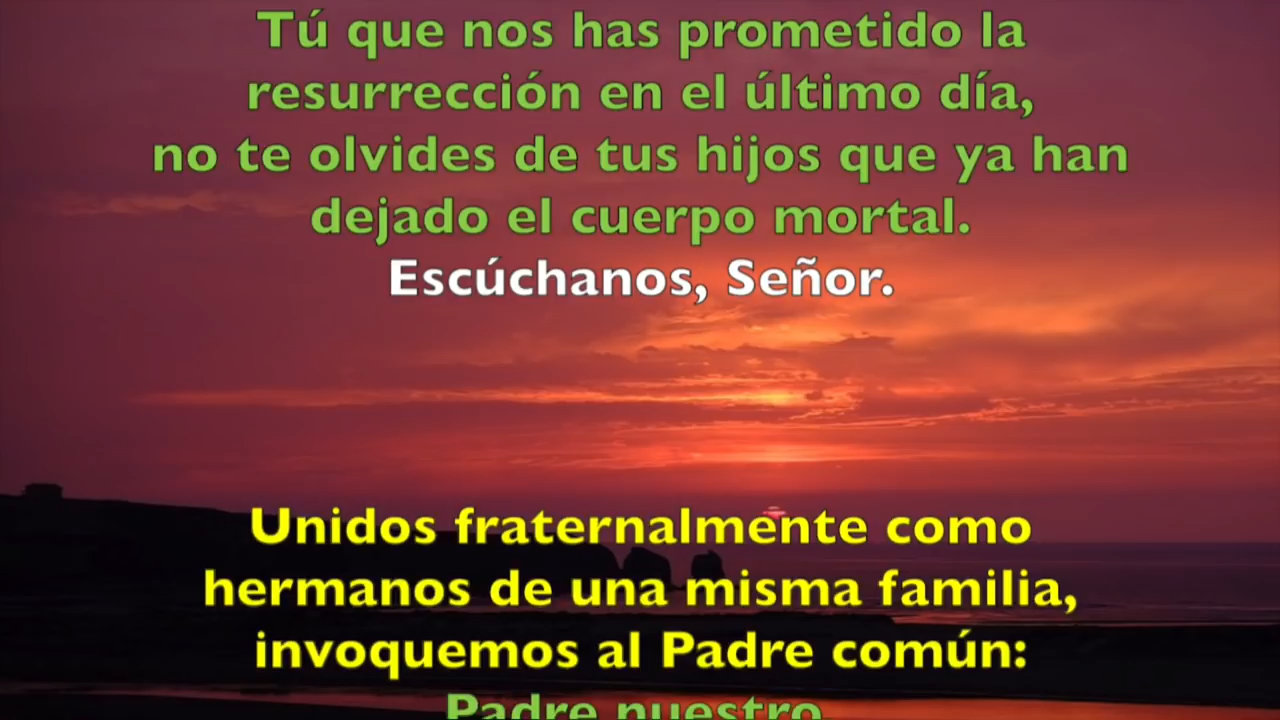 Tú que nos has prometido la
resurrección en el último día,
no te olvides de tus hijos que ya han
dejado el cuerpo mortal.
Escúchanos, Señor.
Unidos fraternalmente como
hermanos de una misma familia,
invoquemos al Padre común:
Padre nuestro